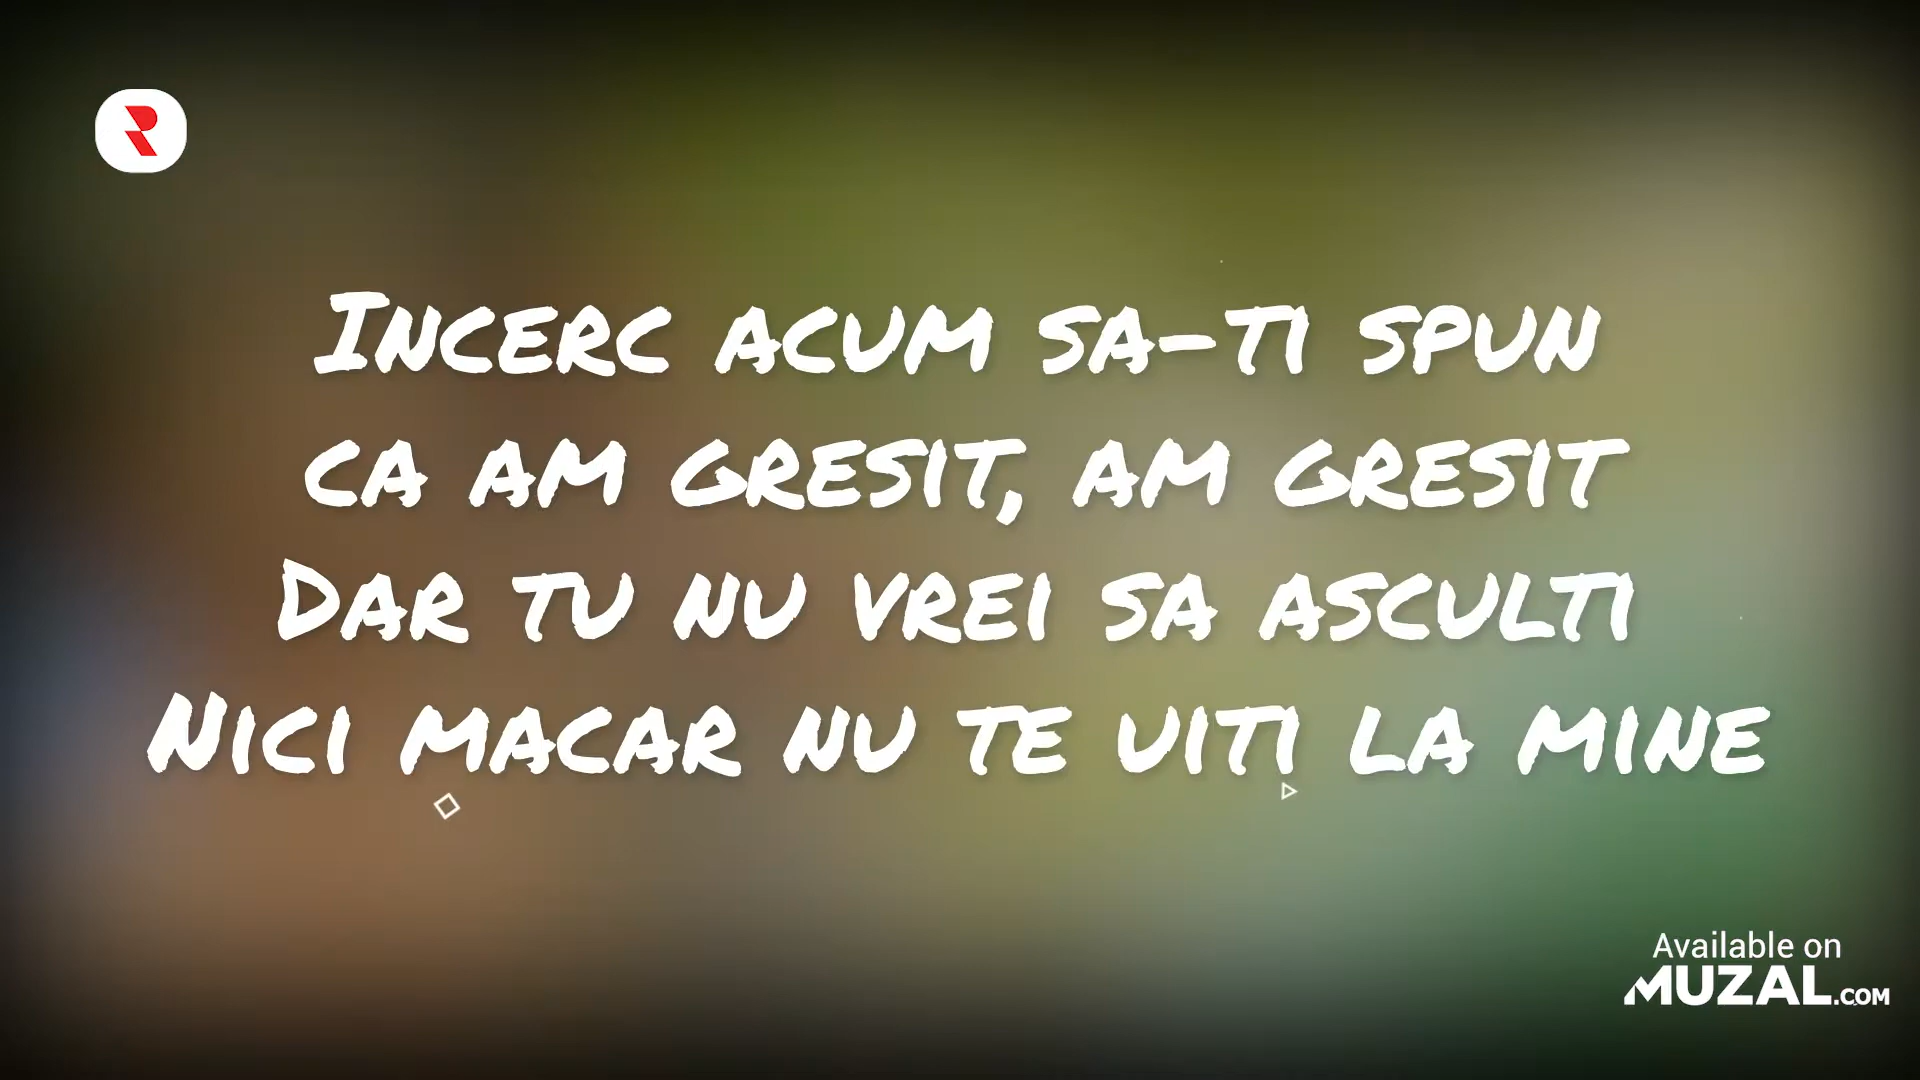 Incerc acum sa-ti spun
ca am gresit, am gresit
Dar tu nu vrei sa asculti
Nici macar nu te uiti la mine
Available on
MUZAL.COM